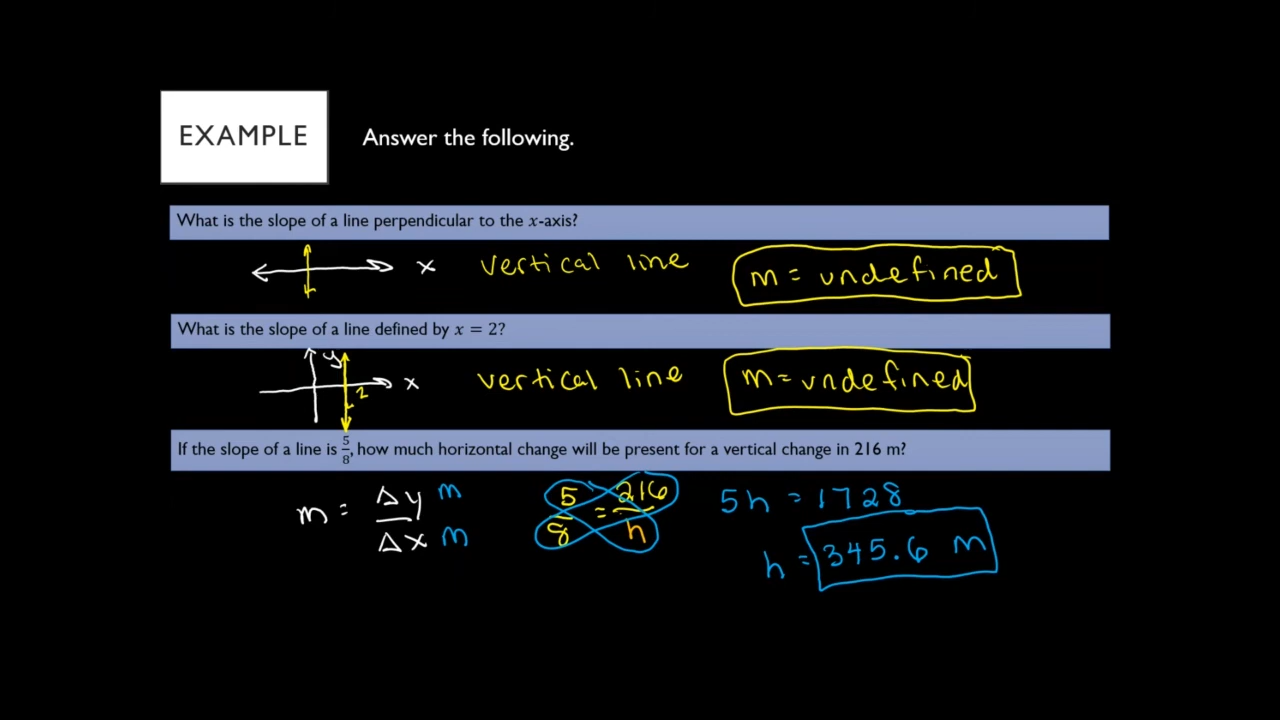 EXAMPLE
Answer the following.
What is the slope of a line perpendicular to the x-axis?
x vertical line m = undefined
What is the slope of a line defined by x = 2?
y
x vertical line m = undefined
2
If the slope of a line is 5/8, how much horizontal change will be present for a vertical change in 216 m?
m = Δy m / Δx m 5/8 = 216/h 5h = 1728
h = 345.6 m